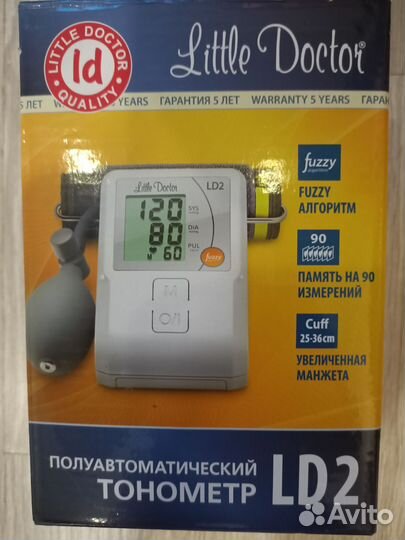 LITTLE DOCTOR
ld
QUALITY
Little Doctor®
5 ЛЕТ WARRANTY 5 YEARS ГАРАНТИЯ 5 ЛЕТ WARRANTY 5 YEARS
fuzzy
FUZZY
АЛГОРИТМ
Little Doctor LD2
120 SYS
80 DIA
60 PUL
fuzzy
M
O/I
90
ПАМЯТЬ НА 90
ИЗМЕРЕНИЙ
Cuff
25-36cm
УВЕЛИЧЕННАЯ
МАНЖЕТА
ПОЛУАВТОМАТИЧЕСКИЙ
ТОНОМЕТР LD2
Avito